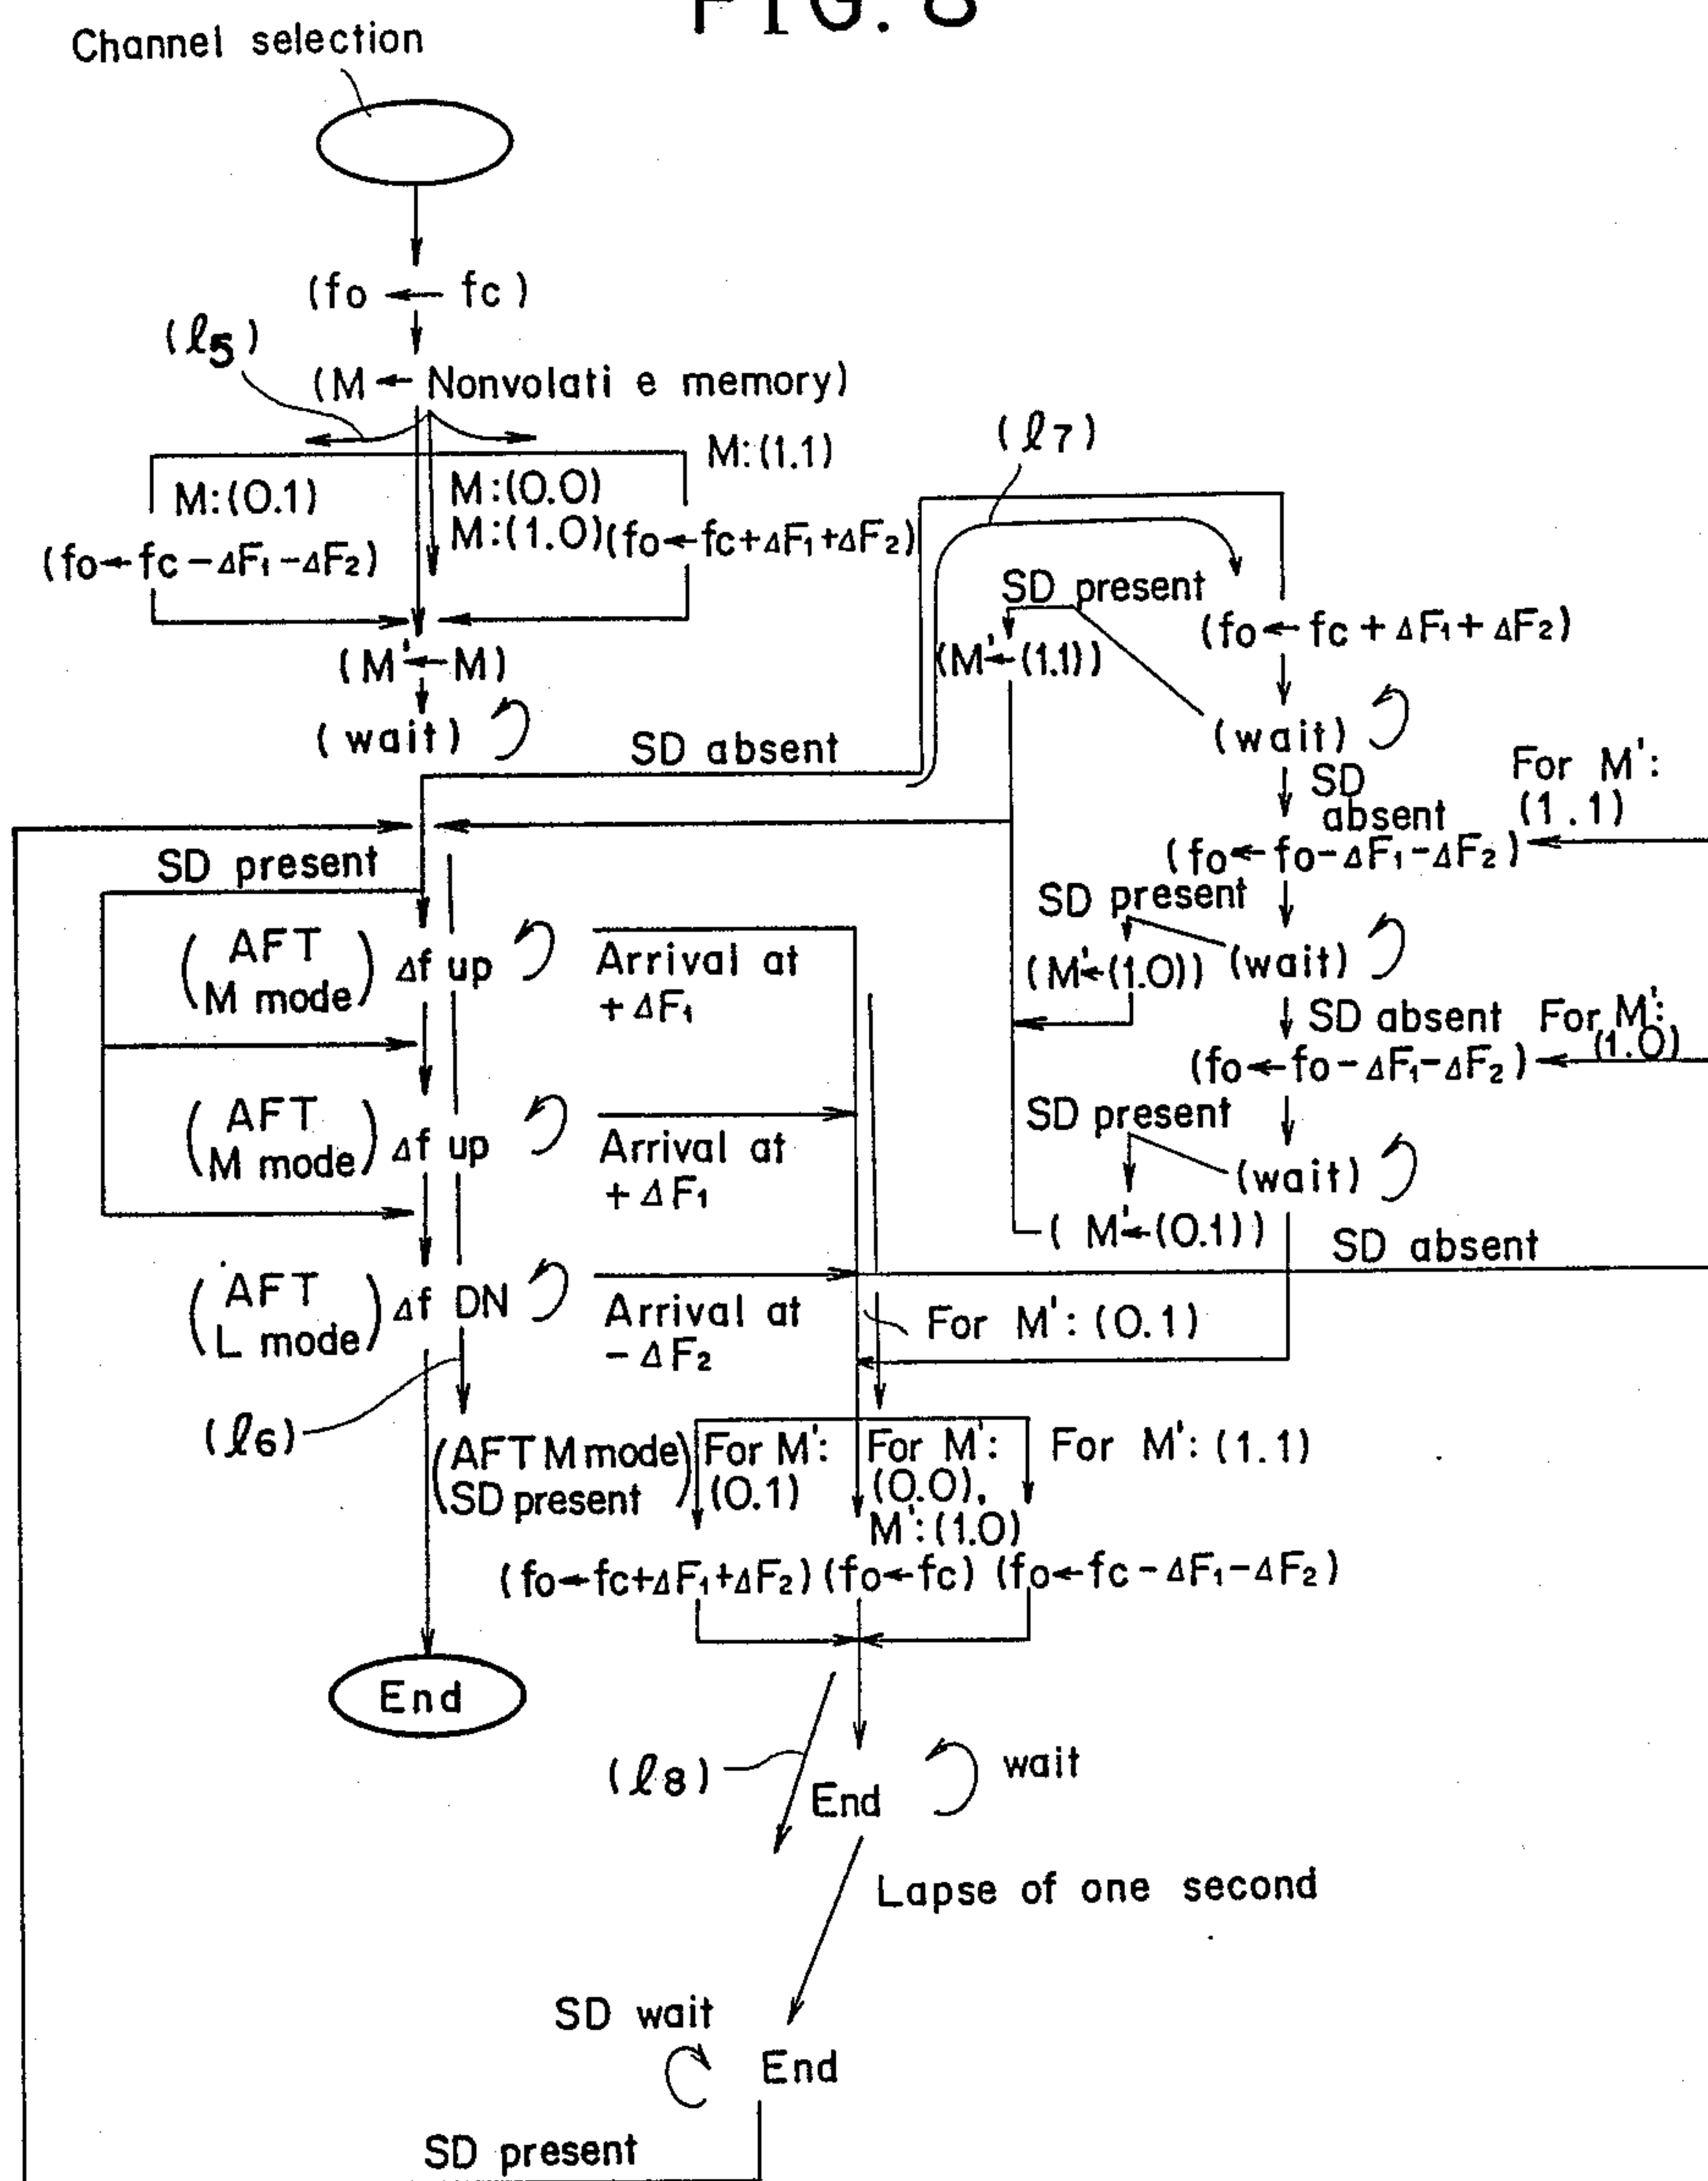 FIG. 8
Channel selection
(fo ← fc)
(ℓ5)
(M ← Nonvolati e memory)
M:(1.1)
M:(0.1)
M:(0.0)
M:(1.0)
(fo←fc+ΔF1+ΔF2)
(fo←fc-ΔF1-ΔF2)
(M'←M)
(wait)
SD absent
(ℓ7)
SD present
(fo←fc+ΔF1+ΔF2)
(M'←(1.1))
(wait)
SD
absent
For M':
(1.1)
(fo←fo-ΔF1-ΔF2)
SD present
(M'←(1.0))
(wait)
SD absent
For M':
(1.0)
(fo←fo-ΔF1-ΔF2)
SD present
(wait)
(M'←(0.1))
SD absent
SD present
(AFT
M mode)
Δf up
Arrival at
+ΔF1
(AFT
M mode)
Δf up
Arrival at
+ΔF1
(AFT
L mode)
Δf DN
Arrival at
-ΔF2
For M':(0.1)
(ℓ6)
(AFT M mode)
(SD present)
For M':
(0.1)
For M':
(0.0),
M':(1.0)
For M':(1.1)
(fo←fc+ΔF1+ΔF2)
(fo←fc)
(fo←fc-ΔF1-ΔF2)
End
(ℓ8)
End
wait
Lapse of one second
SD wait
End
SD present